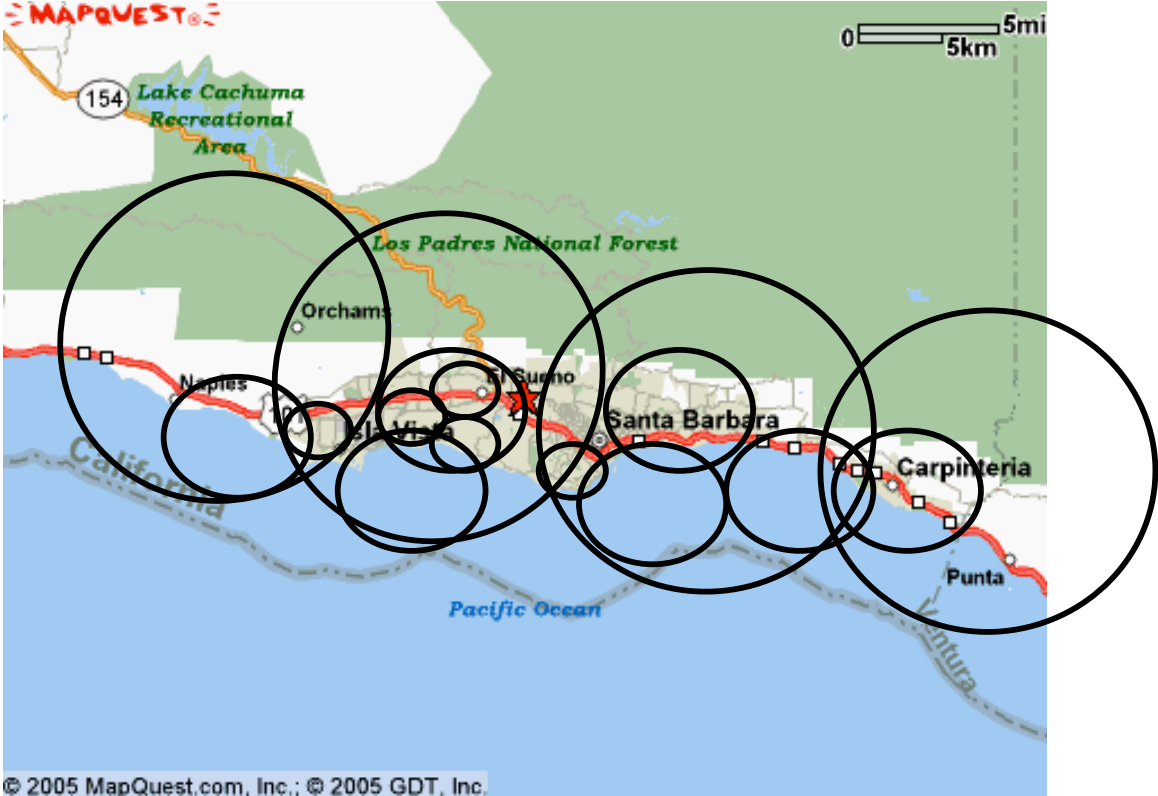 MAPQUEST®
0 5mi
5km
154
Lake Cachuma
Recreational
Area
Los Padres National Forest
Orchams
El Sueno
Naples
101
Isla Vista
Santa Barbara
Carpinteria
California
Punta
Pacific Ocean
Ventura
© 2005 MapQuest.com, Inc.; © 2005 GDT, Inc.